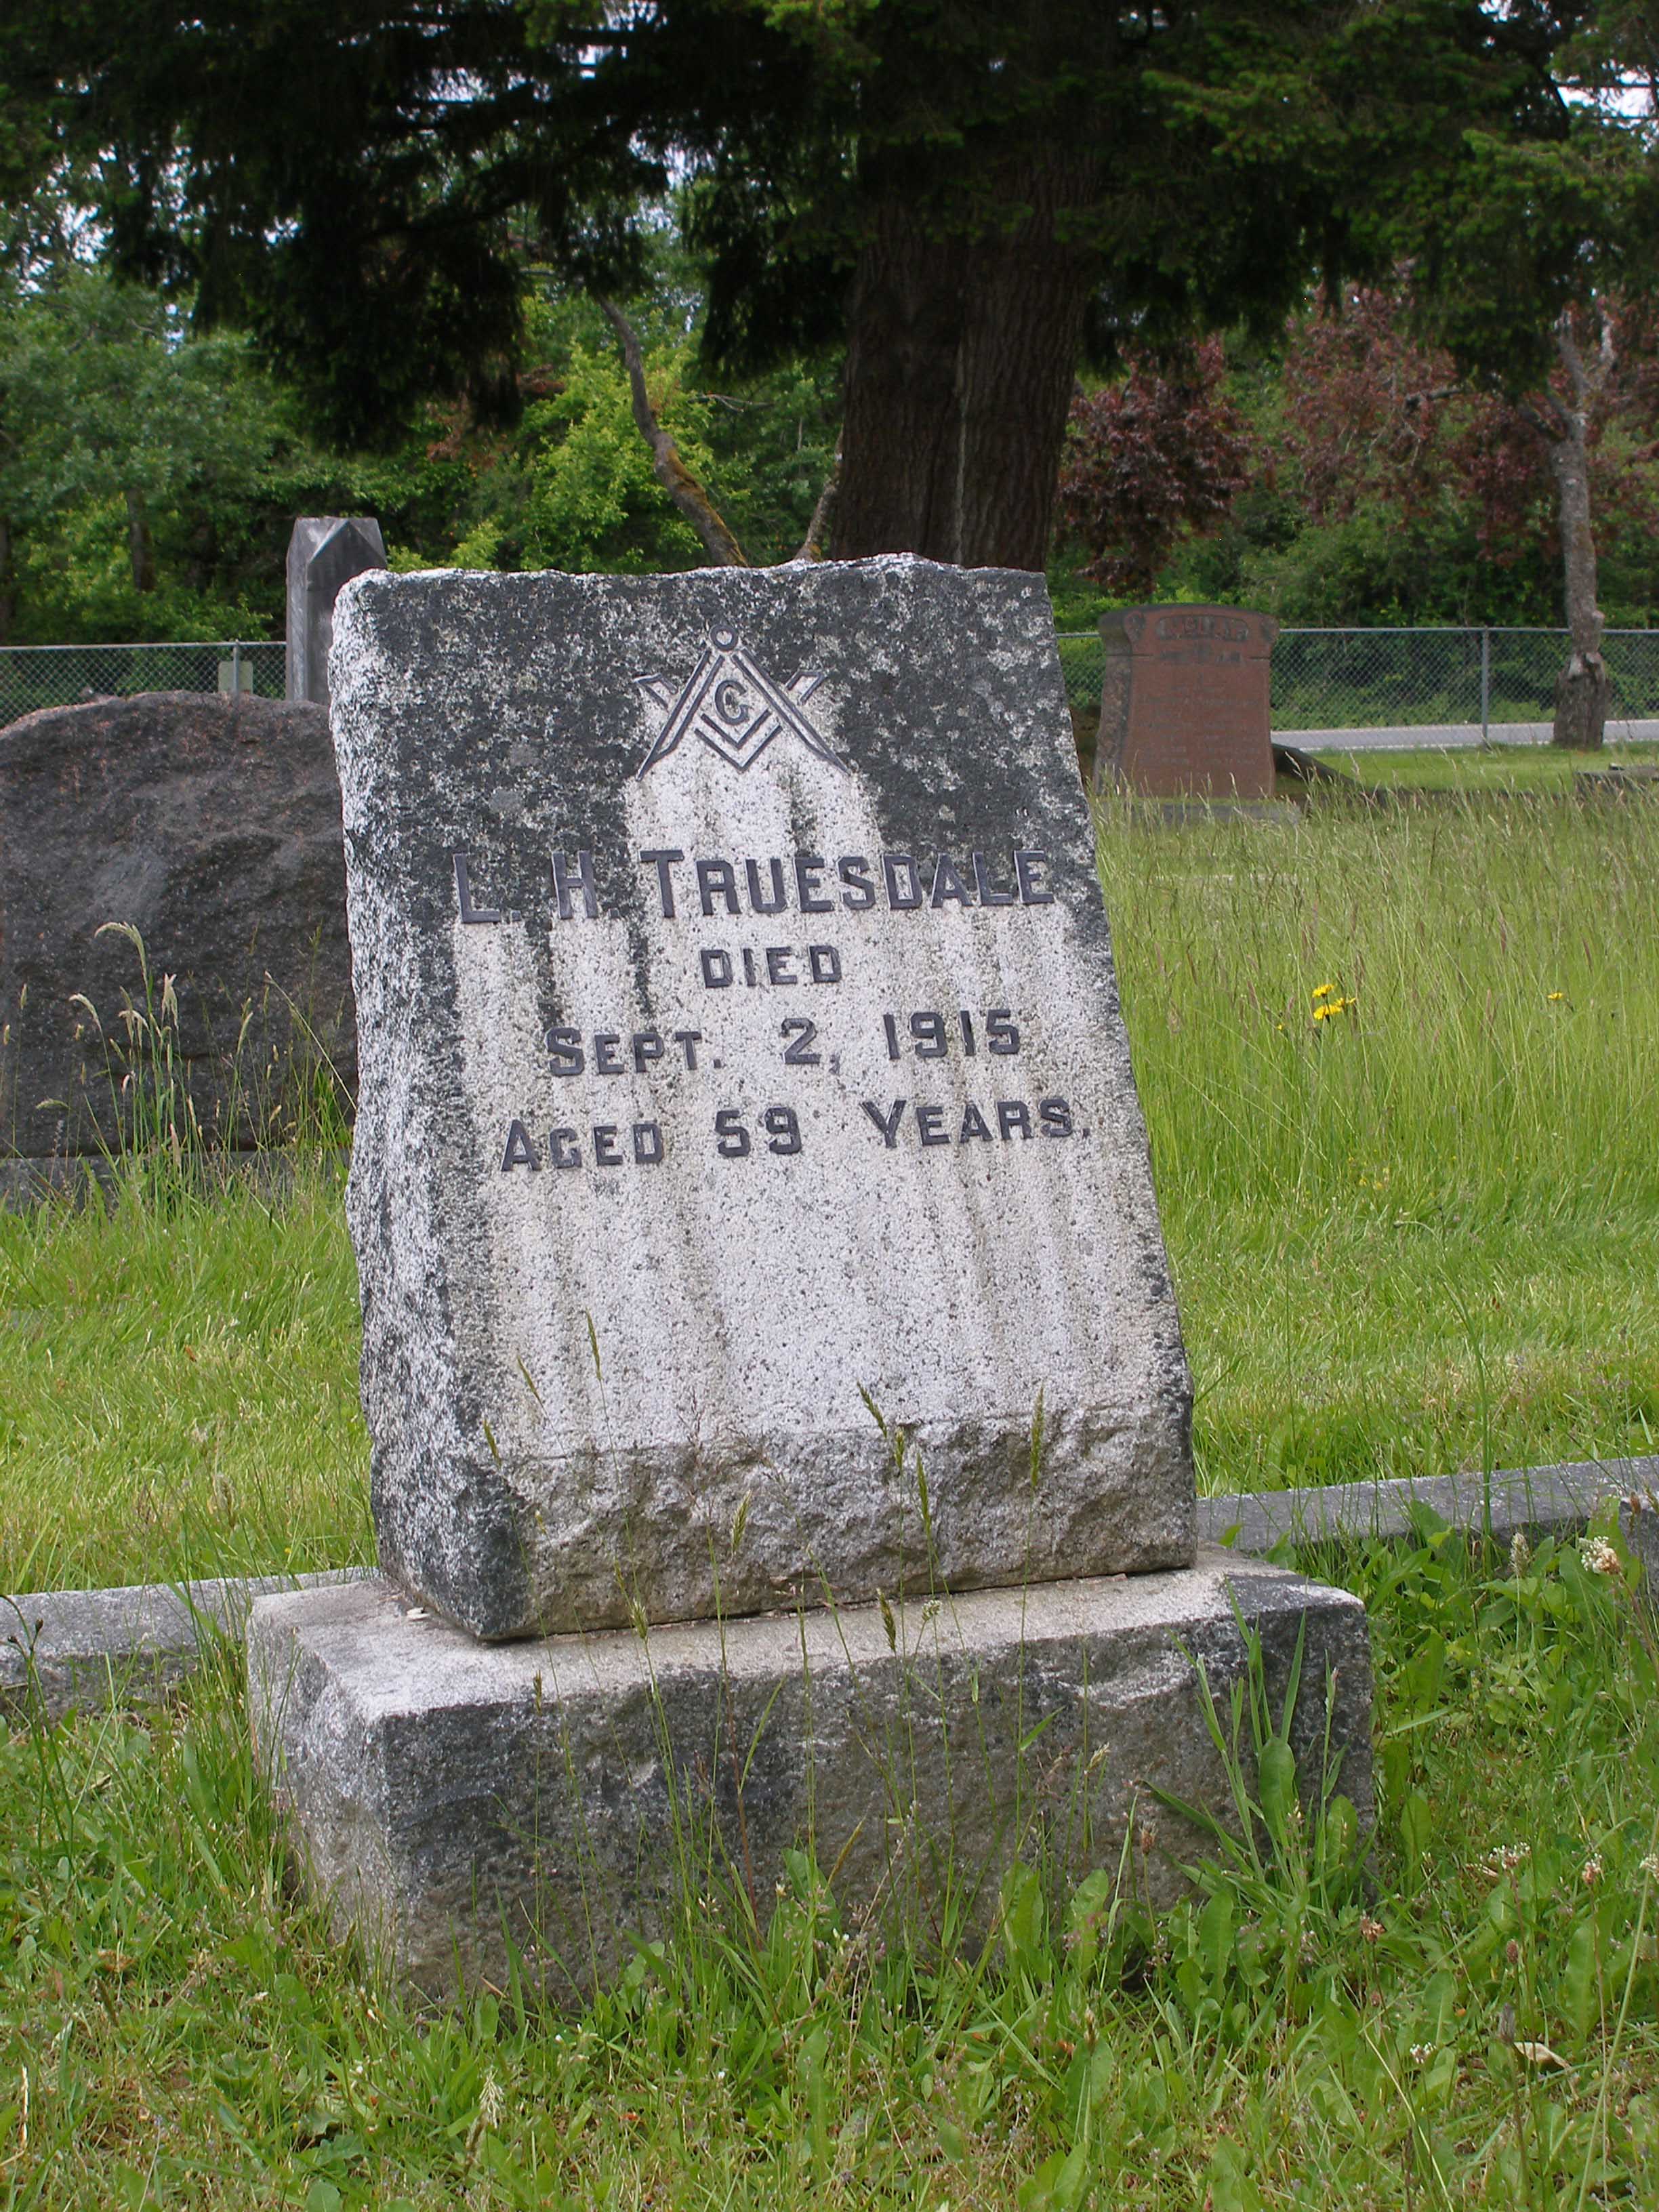 G
L. H. TRUESDALE
DIED
SEPT. 2, 1915
AGED 59 YEARS.